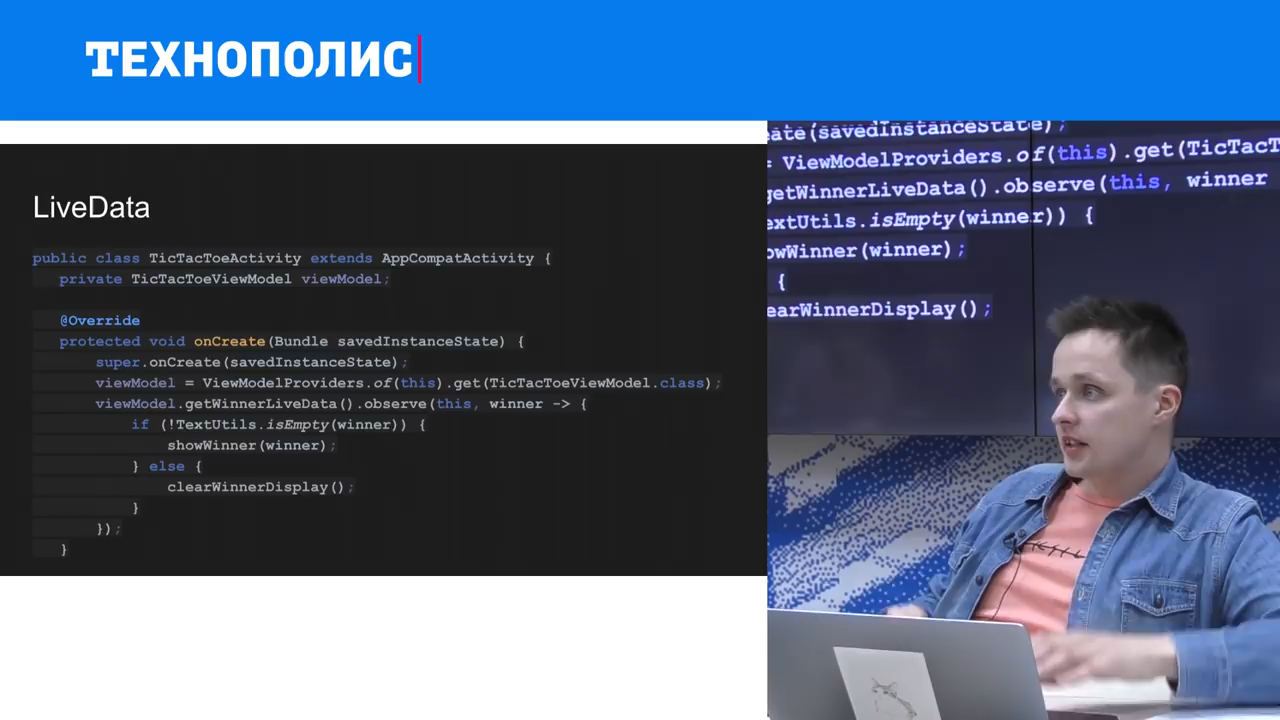 ТЕХНОПОЛИС
LiveData
public class TicTacToeActivity extends AppCompatActivity {
private TicTacToeViewModel viewModel;
@Override
protected void onCreate(Bundle savedInstanceState) {
super.onCreate(savedInstanceState);
viewModel = ViewModelProviders.of(this).get(TicTacToeViewModel.class);
viewModel.getWinnerLiveData().observe(this, winner -> {
if (!TextUtils.isEmpty(winner)) {
showWinner(winner);
} else {
clearWinnerDisplay();
}
});
}
eate(savedInstanceState);
= ViewModelProviders.of(this).get(TicTacT
getWinnerLiveData().observe(this, winner
extUtils.isEmpty(winner)) {
owWinner(winner);
{
earWinnerDisplay();